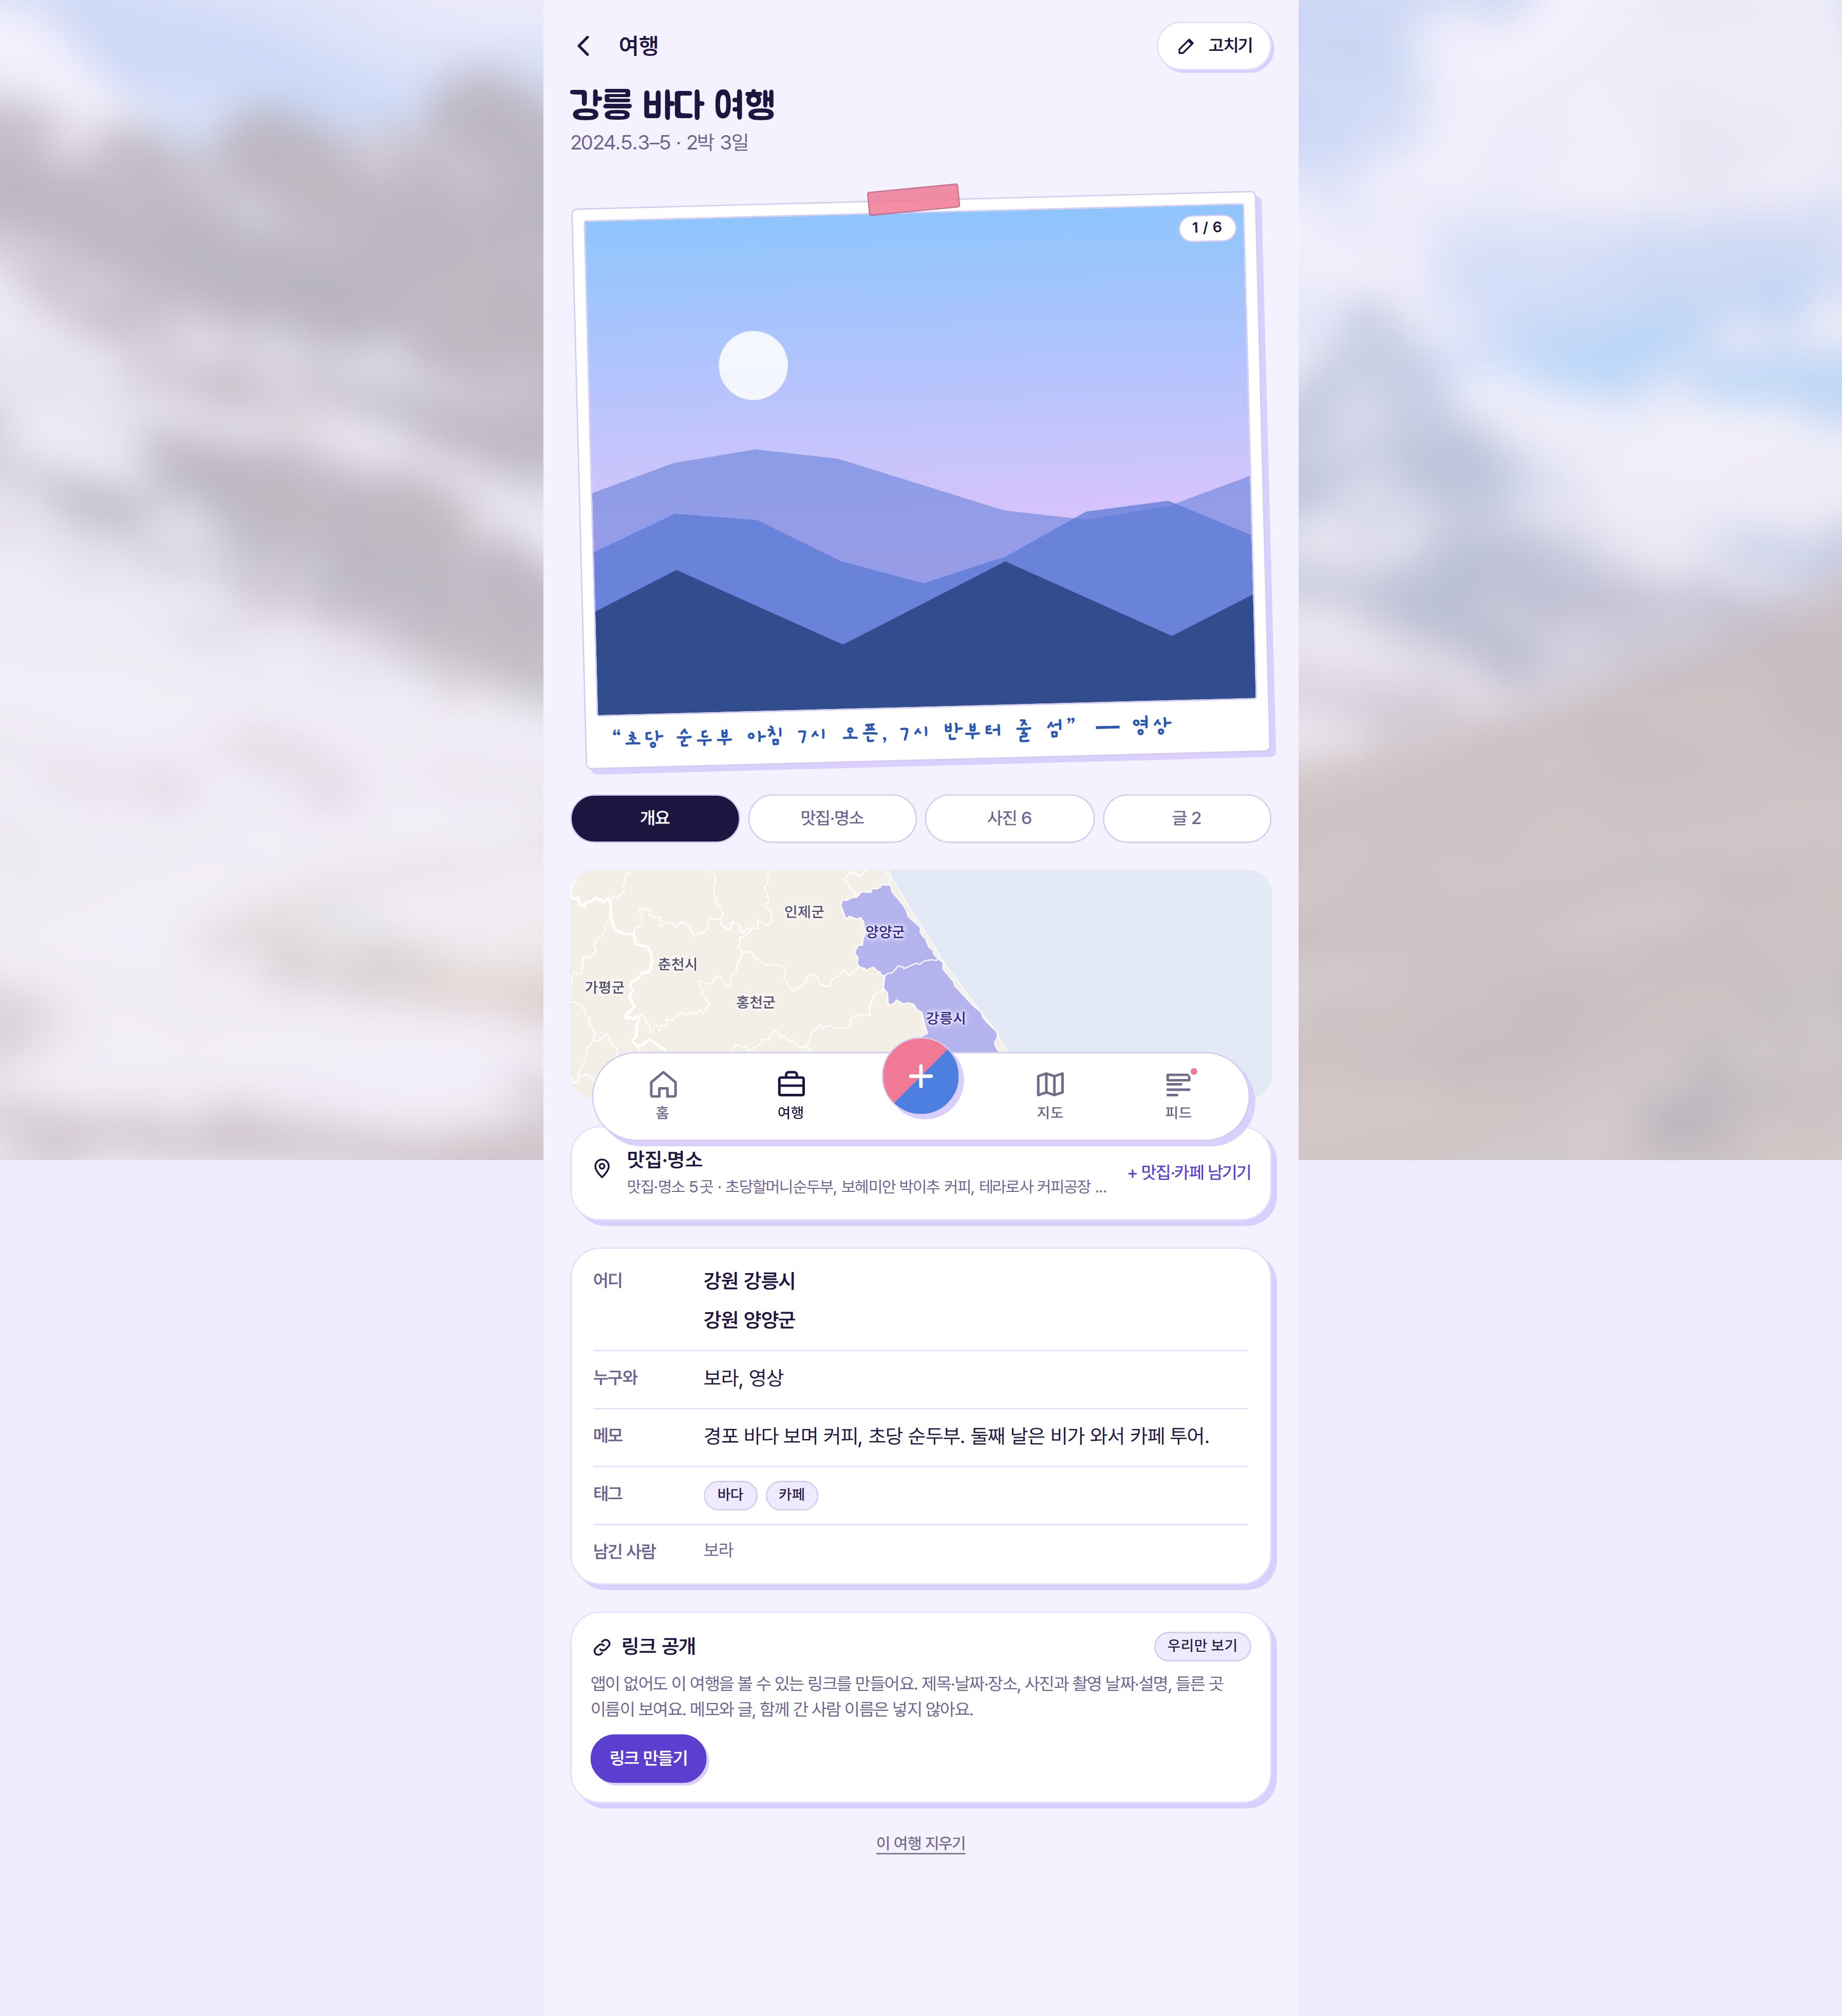 여행
고치기
강릉 바다 여행
2024.5.3–5 · 2박 3일
1 / 6
“초당 순두부 아침 7시 오픈, 7시 반부터 줄 섬” — 영상
개요
맛집·명소
사진 6
글 2
인제군
양양군
춘천시
가평군
홍천군
강릉시
홈
여행
지도
피드
맛집·명소
맛집·명소 5곳 · 초당할머니순두부, 보헤미안 박이추 커피, 테라로사 커피공장 ...
+ 맛집·카페 남기기
어디
강원 강릉시
강원 양양군
누구와
보라, 영상
메모
경포 바다 보며 커피, 초당 순두부. 둘째 날은 비가 와서 카페 투어.
태그
바다
카페
남긴 사람
보라
링크 공개
우리만 보기
앱이 없어도 이 여행을 볼 수 있는 링크를 만들어요. 제목·날짜·장소, 사진과 촬영 날짜·설명, 들른 곳
이름이 보여요. 메모와 글, 함께 간 사람 이름은 넣지 않아요.
링크 만들기
이 여행 지우기